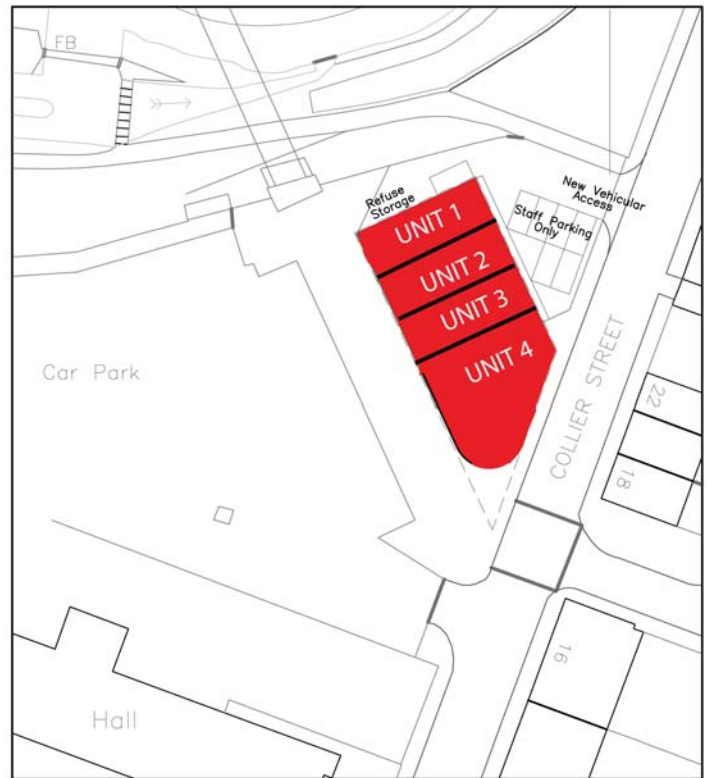 FB
Refuse
Storage
New Vehicular
Access
Staff Parking
Only
UNIT 1
UNIT 2
UNIT 3
UNIT 4
Car Park
COLLIER STREET
22
18
16
Hall